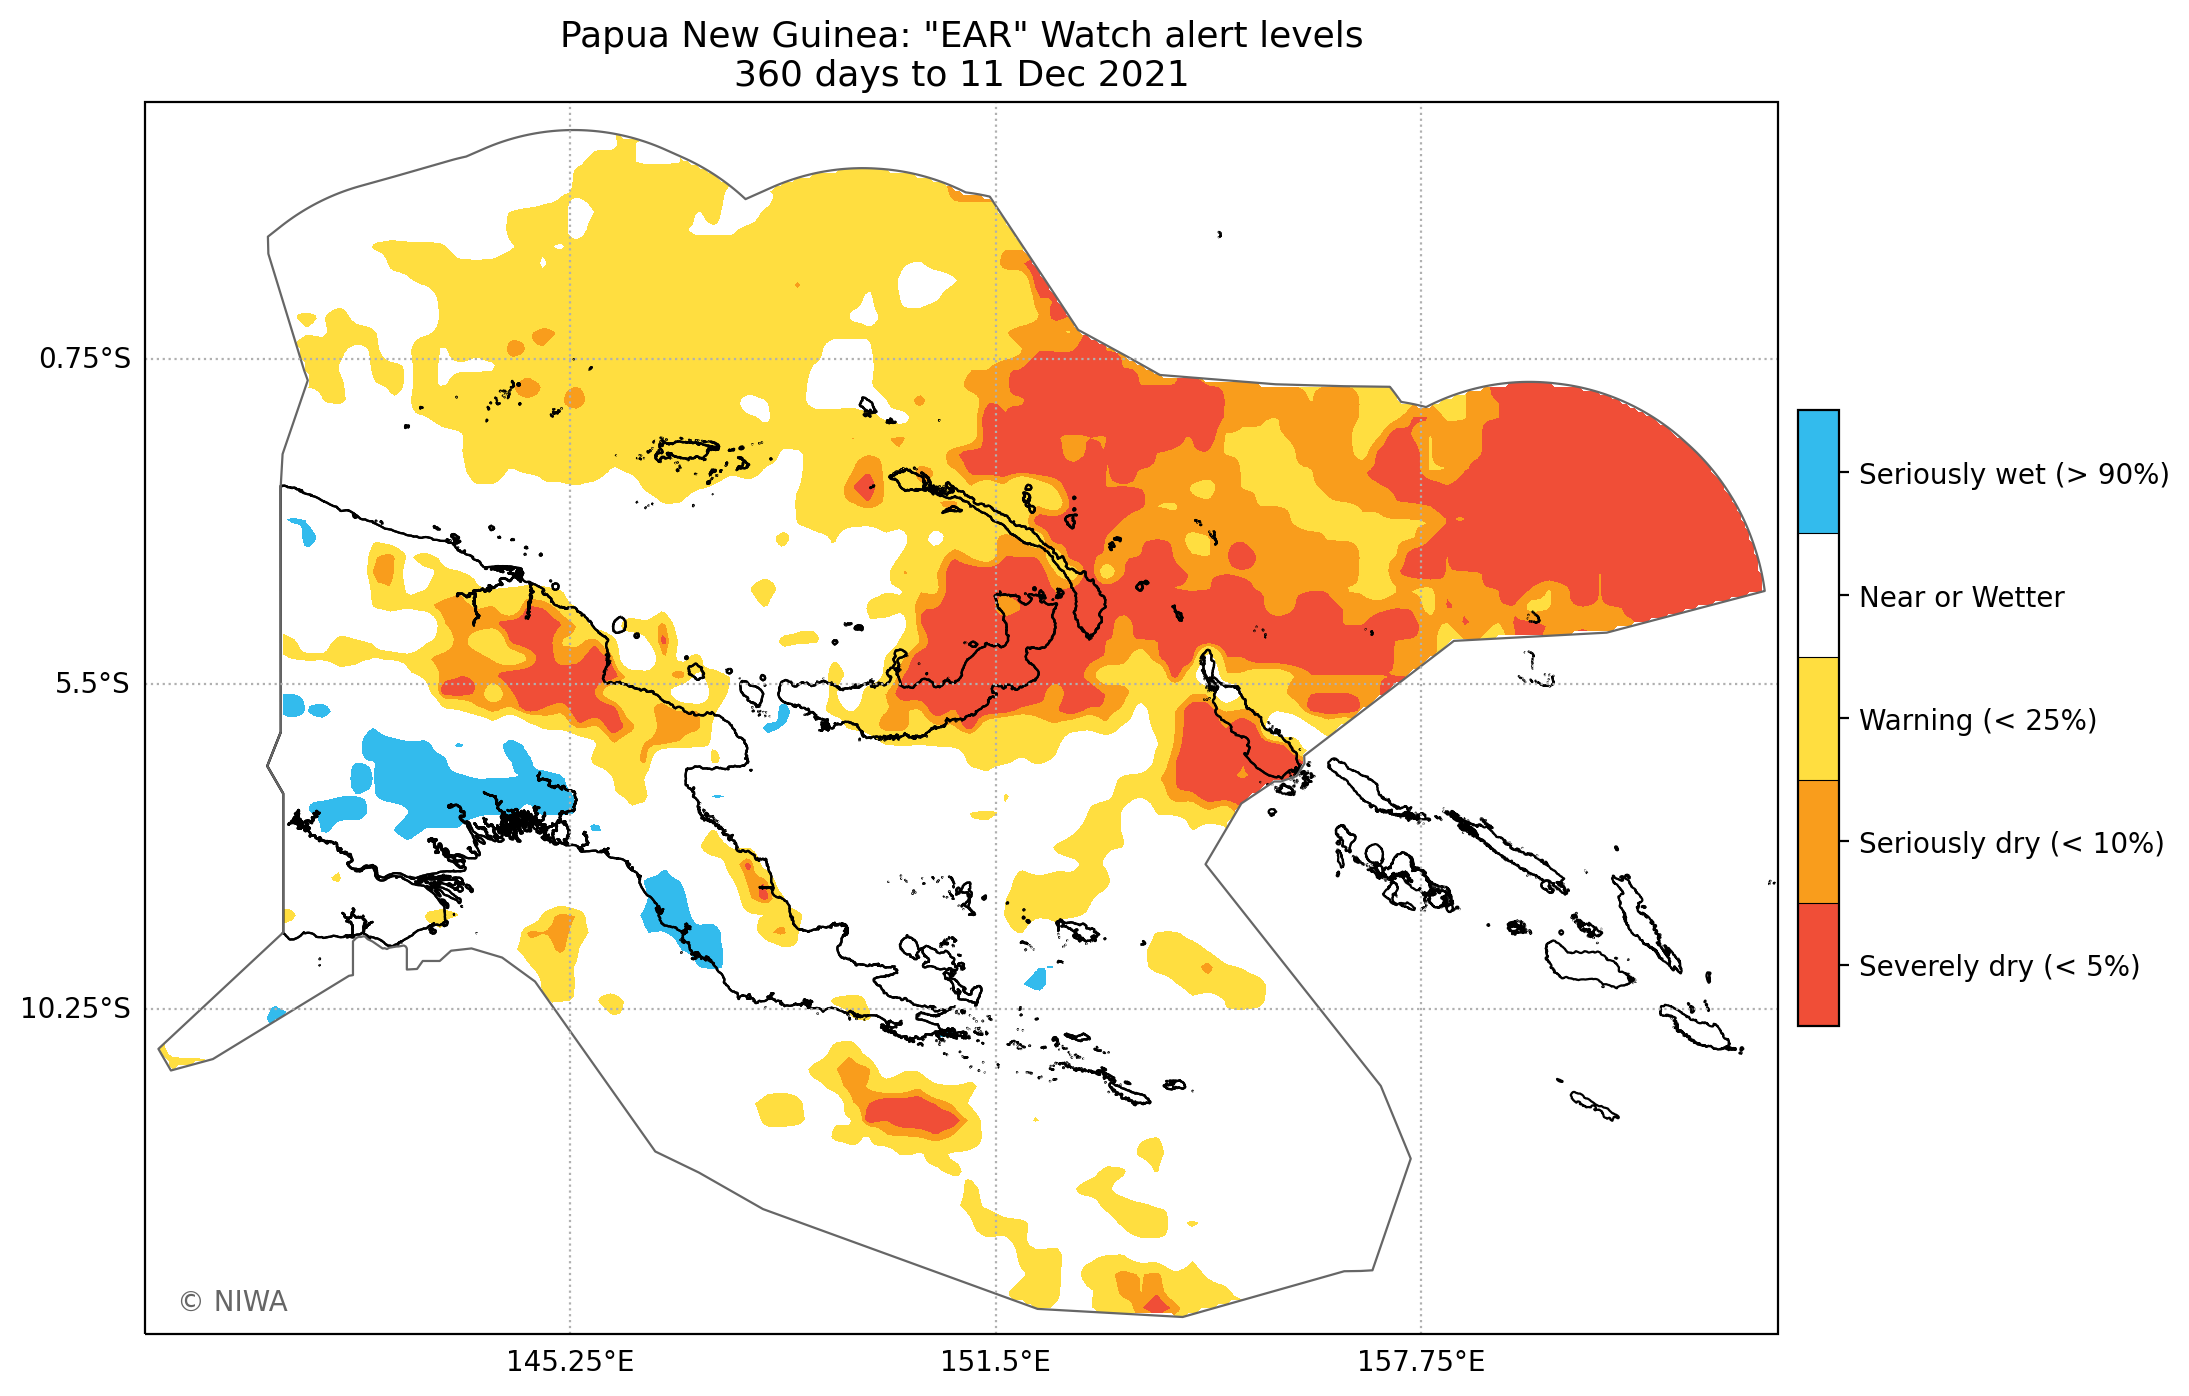 Papua New Guinea: "EAR" Watch alert levels
360 days to 11 Dec 2021
0.75°S
5.5°S
10.25°S
145.25°E
151.5°E
157.75°E
Seriously wet (> 90%)
Near or Wetter
Warning (< 25%)
Seriously dry (< 10%)
Severely dry (< 5%)
© NIWA